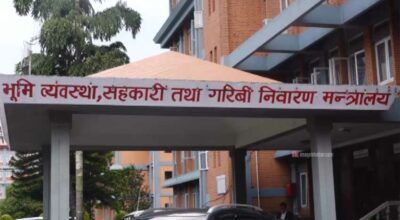 भूमि व्यवस्था, सहकारी तथा गरिबी निवारण मन्त्रालय